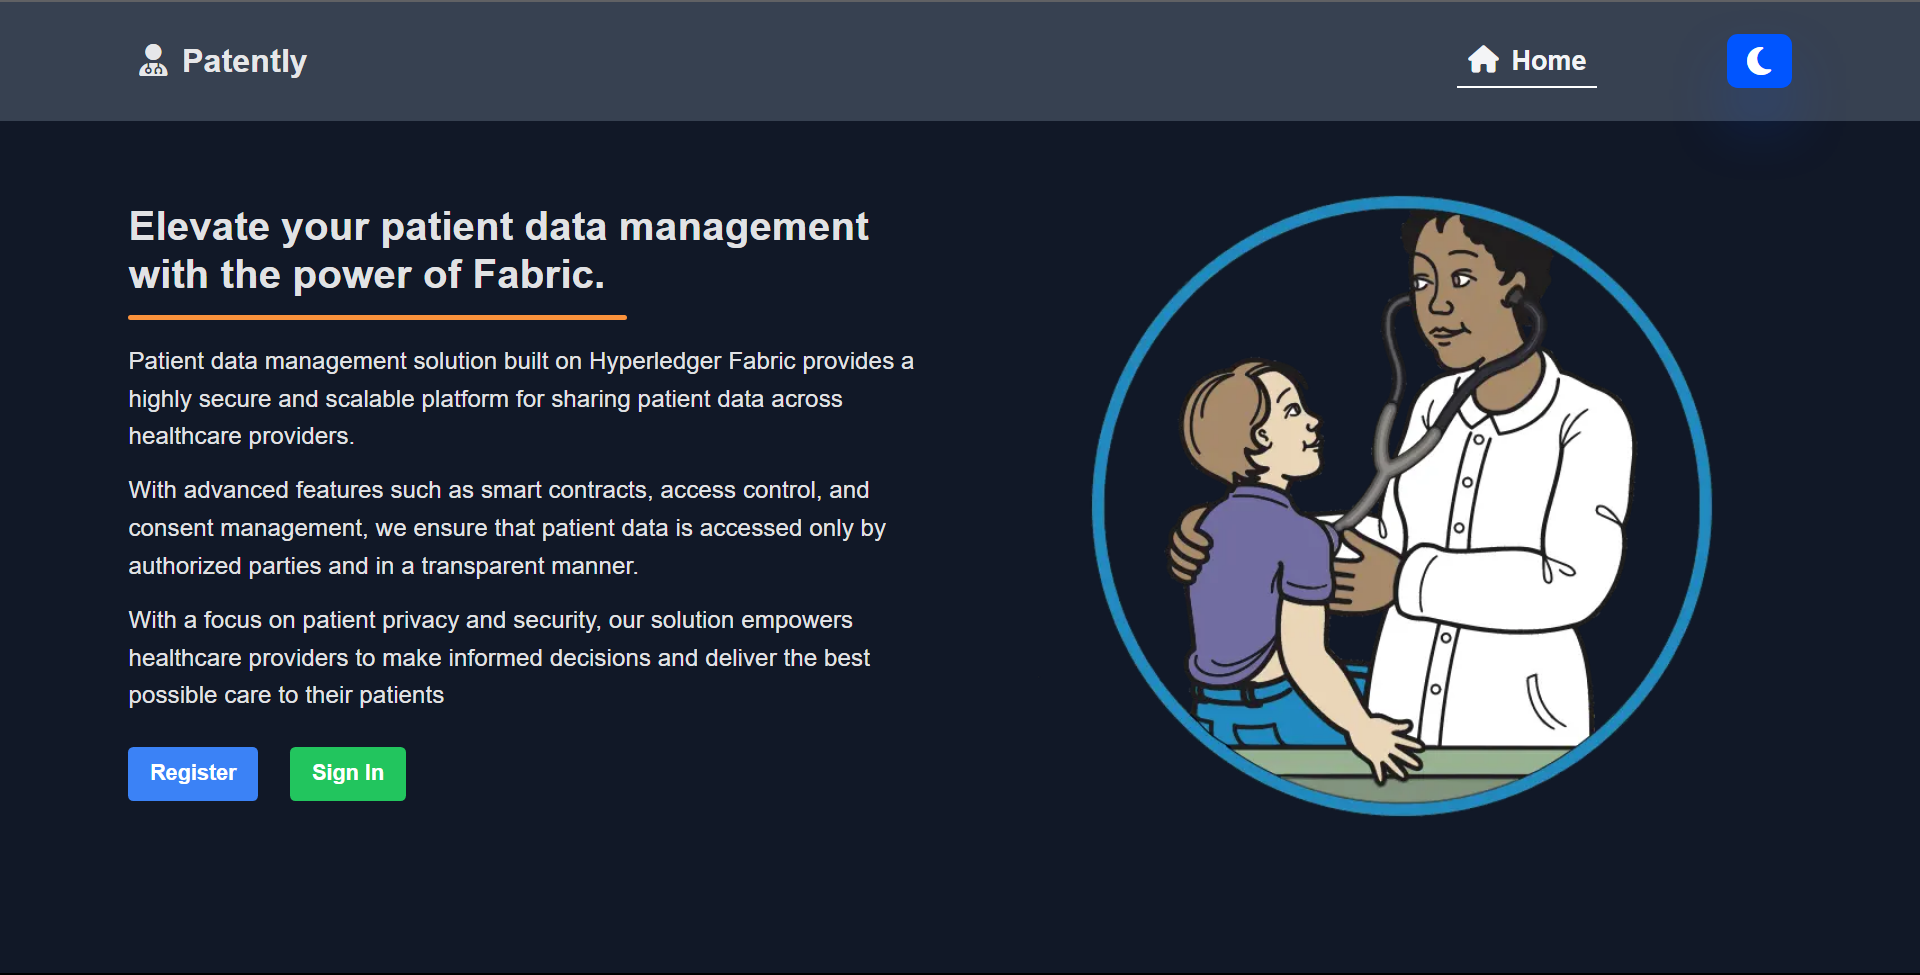 Patently
Home
Elevate your patient data management
with the power of Fabric.
Patient data management solution built on Hyperledger Fabric provides a
highly secure and scalable platform for sharing patient data across
healthcare providers.
With advanced features such as smart contracts, access control, and
consent management, we ensure that patient data is accessed only by
authorized parties and in a transparent manner.
With a focus on patient privacy and security, our solution empowers
healthcare providers to make informed decisions and deliver the best
possible care to their patients
Register
Sign In